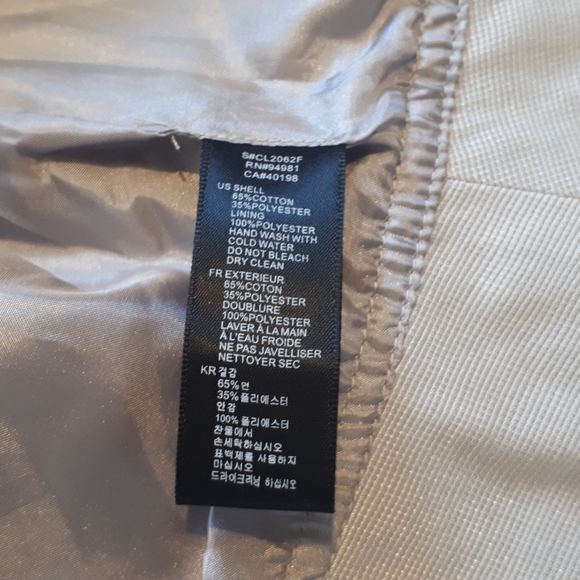 S#CL2062F
RN#94981
CA#40198
US SHELL
65%COTTON
35%POLYESTER
LINING
100%POLYESTER
HAND WASH WITH
COLD WATER
DO NOT BLEACH
DRY CLEAN
FR EXTERIEUR
65%COTON
35%POLYESTER
DOUBLURE
100%POLYESTER
LAVER À LA MAIN
À L'EAU FROIDE
NE PAS JAVELLISER
NETTOYER SEC
KR 겉감
65%면
35%폴리에스터
안감
100%폴리에스터
찬물에서
손세탁하십시오
표백제를 사용하지
마십시오
드라이크리닝 하십시오